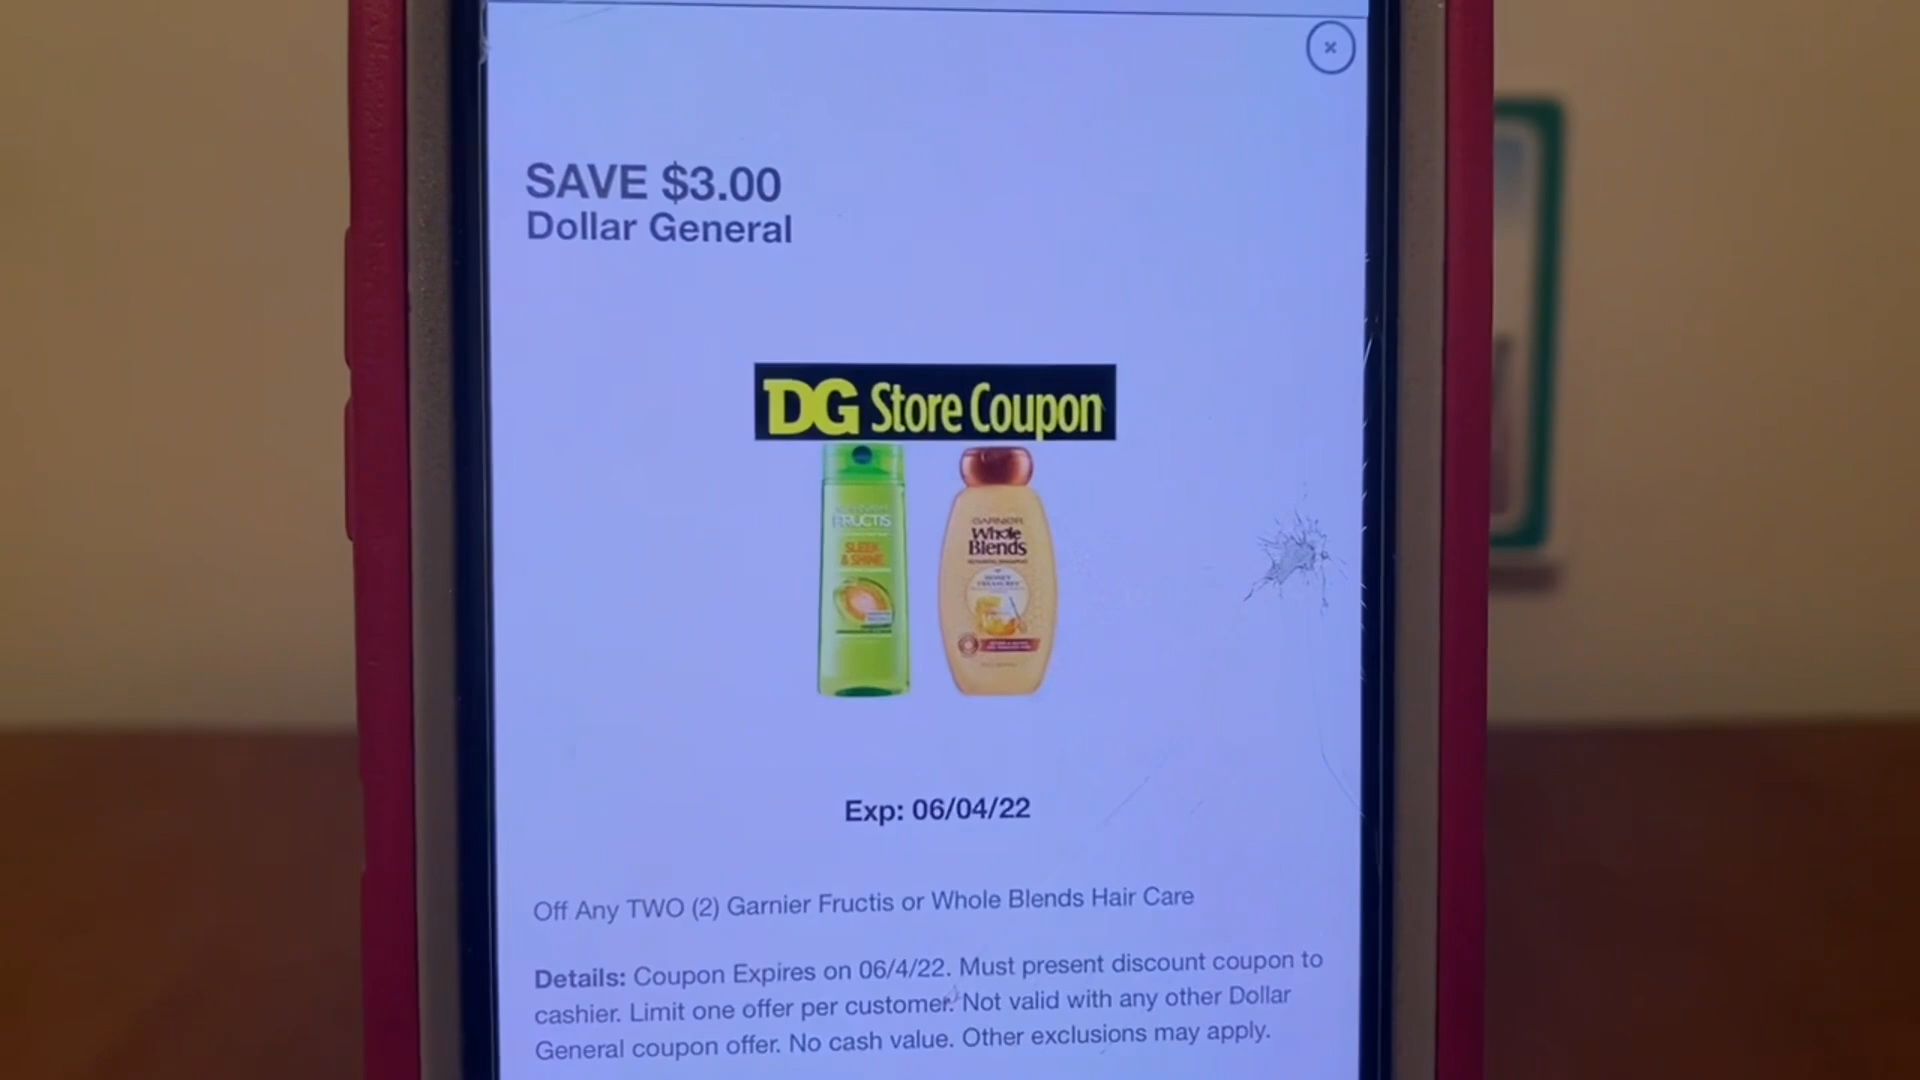 SAVE $3.00
Dollar General
DG Store Coupon
FRUCTIS
SLEEK
& SHINE
GARNIER
Whole
Blends
Exp: 06/04/22
Off Any TWO (2) Garnier Fructis or Whole Blends Hair Care
Details: Coupon Expires on 06/4/22. Must present discount coupon to
cashier. Limit one offer per customer. Not valid with any other Dollar
General coupon offer. No cash value. Other exclusions may apply.